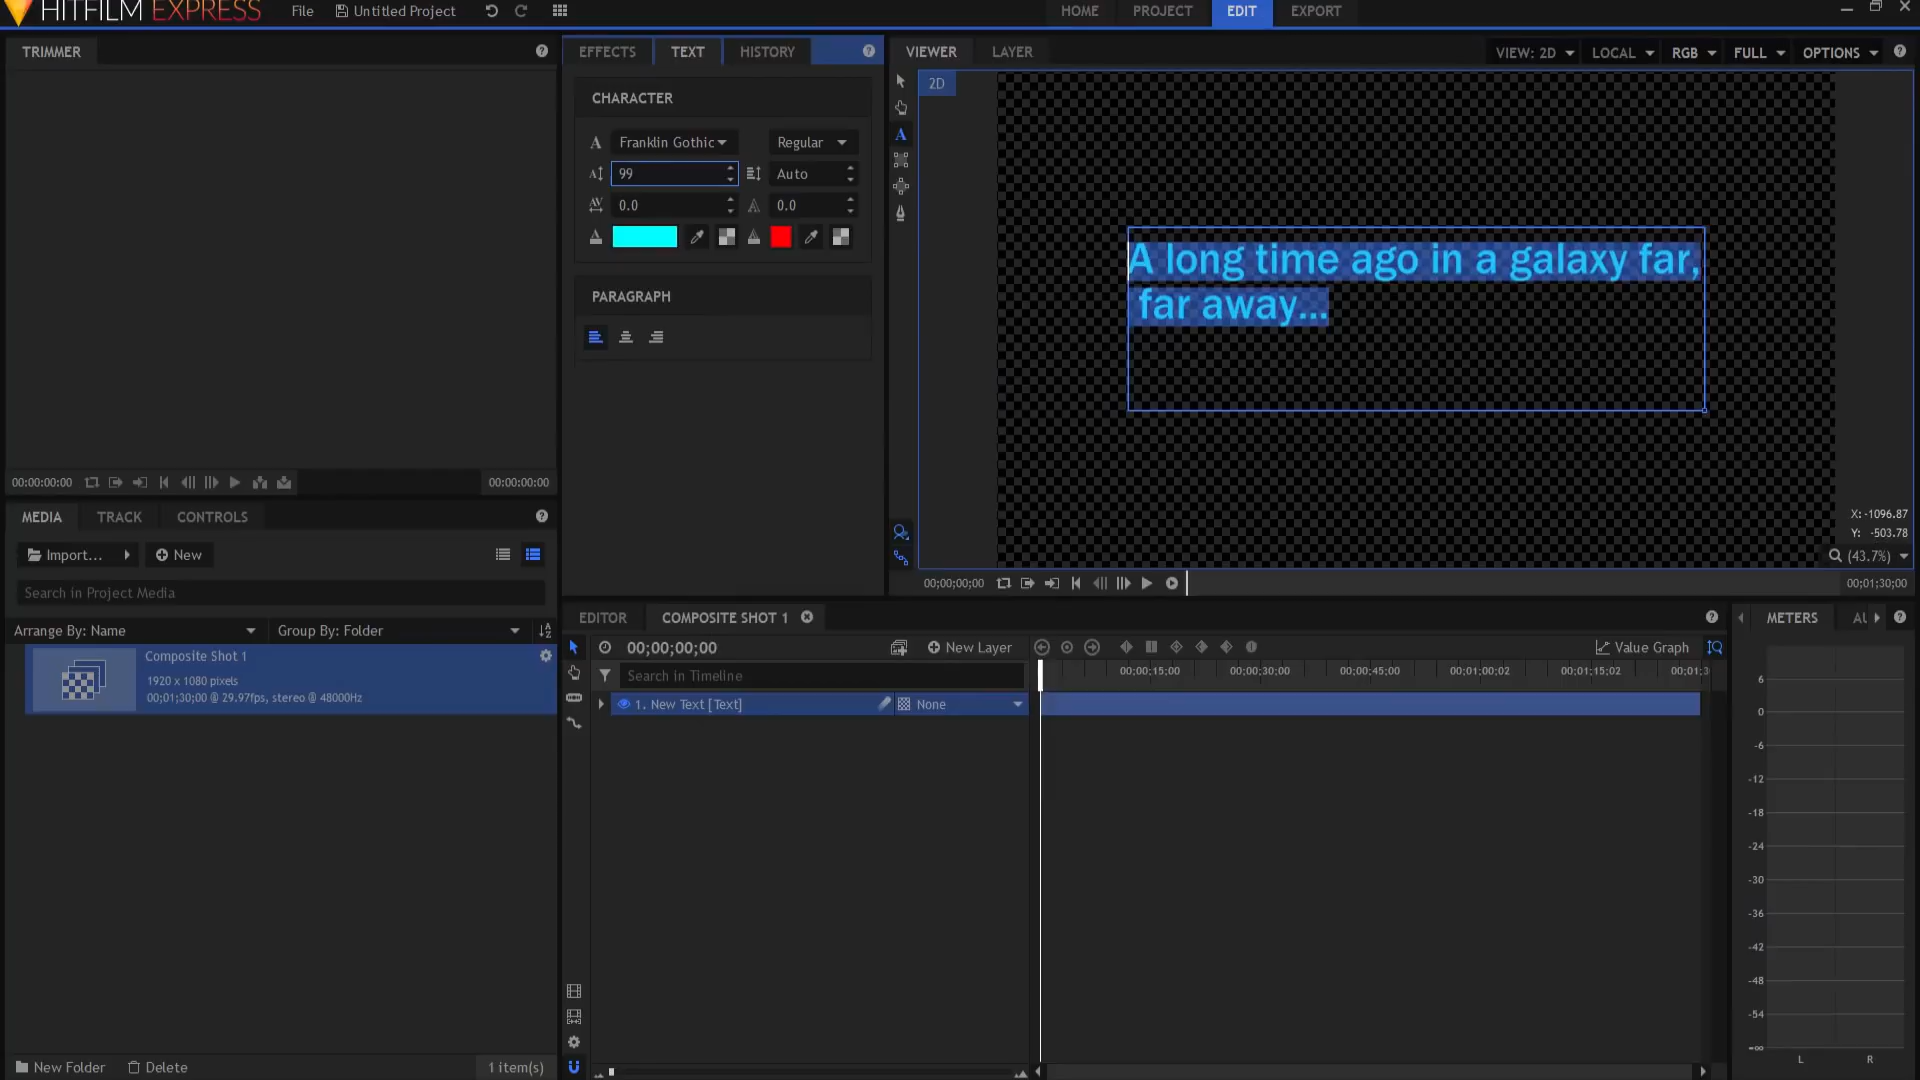 HITFILM EXPRESS
File
Untitled Project
HOME
PROJECT
EDIT
EXPORT
TRIMMER
EFFECTS
TEXT
HISTORY
VIEWER
LAYER
VIEW: 2D
LOCAL
RGB
FULL
OPTIONS
2D
CHARACTER
Franklin Gothic
Regular
99
Auto
0.0
0.0
PARAGRAPH
A long time ago in a galaxy far,
far away...
X: -1096.87
Y: -503.78
(43.7%)
00:00:00:00
00:00:00:00
00;00;00;00
00;01;30;00
MEDIA
TRACK
CONTROLS
Import...
New
Search in Project Media
Arrange By: Name
Group By: Folder
Composite Shot 1
1920 x 1080 pixels
00;01;30;00 @ 29.97fps, stereo @ 48000Hz
New Folder
Delete
1 item(s)
EDITOR
COMPOSITE SHOT 1
00;00;00;00
New Layer
Value Graph
Search in Timeline
00;00;15;00
00;00;30;00
00;00;45;00
00;01;00;02
00;01;15;02
00;01;3
1. New Text [Text]
None
METERS
AU
6
0
-6
-12
-18
-24
-30
-36
-42
-48
-54
-∞
L
R